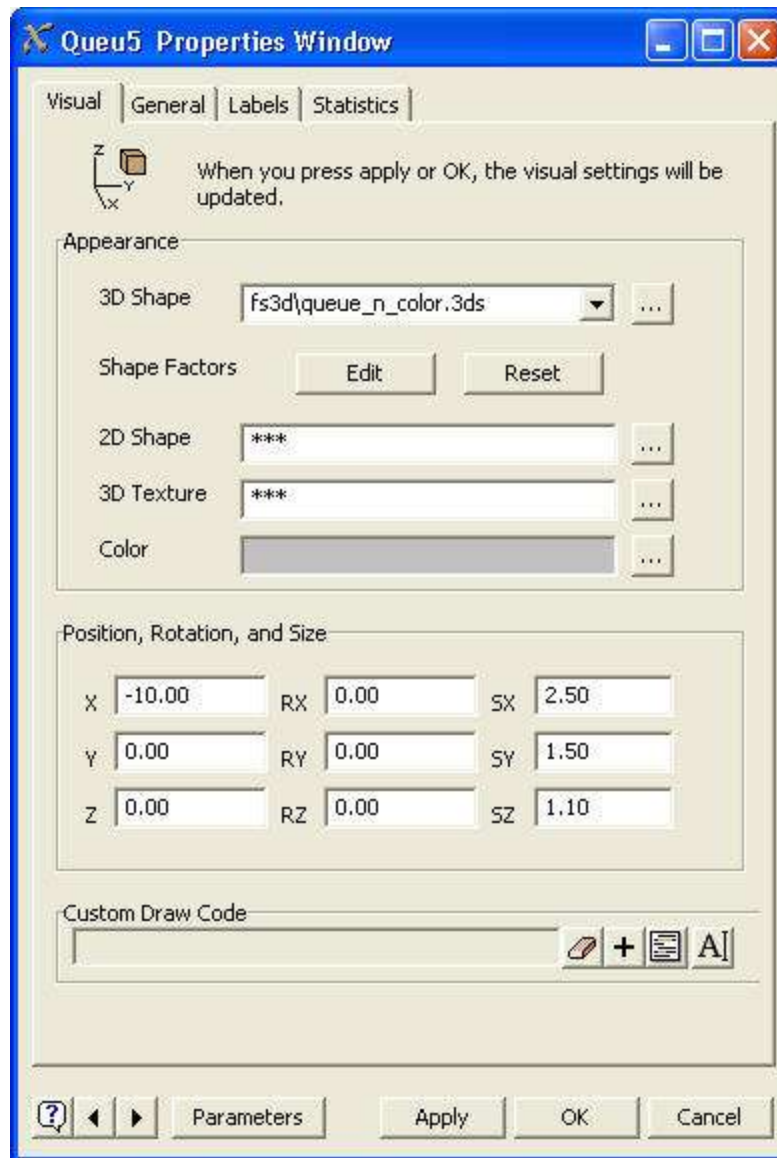 Queu5 Properties Window
Visual General Labels Statistics
Z
Y
X
When you press apply or OK, the visual settings will be
updated.
Appearance
3D Shape fs3d\queue_n_color.3ds ...
Shape Factors Edit Reset
2D Shape *** ...
3D Texture *** ...
Color ...
Position, Rotation, and Size
X -10.00 RX 0.00 SX 2.50
Y 0.00 RY 0.00 SY 1.50
Z 0.00 RZ 0.00 SZ 1.10
Custom Draw Code
+ A
? Parameters Apply OK Cancel